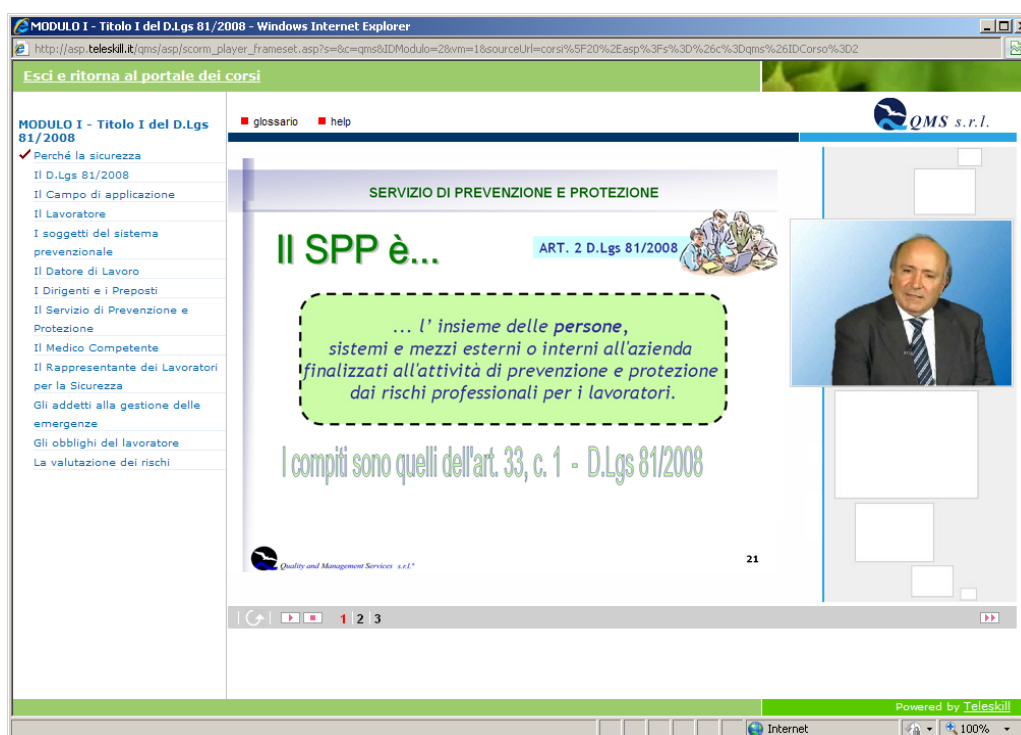 MODULO I - Titolo I del D.Lgs 81/2008 - Windows Internet Explorer
http://asp.teleskill.it/qms/asp/scorm_player_frameset.asp?s=&c=qms&IDModulo=2&vm=1&sourceUrl=corsi%5F20%2Easp%3Fs%3D%26c%3Dqms%26IDCorso%3D2
Esci e ritorna al portale dei corsi
MODULO I - Titolo I del D.Lgs
81/2008
Perché la sicurezza
Il D.Lgs 81/2008
Il Campo di applicazione
Il Lavoratore
I soggetti del sistema
prevenzionale
Il Datore di Lavoro
I Dirigenti e i Preposti
Il Servizio di Prevenzione e
Protezione
Il Medico Competente
Il Rappresentante dei Lavoratori
per la Sicurezza
Gli addetti alla gestione delle
emergenze
Gli obblighi del lavoratore
La valutazione dei rischi
glossario help
QMS s.r.l.
SERVIZIO DI PREVENZIONE E PROTEZIONE
Il SPP è...
ART. 2 D.Lgs 81/2008
... l' insieme delle persone,
sistemi e mezzi esterni o interni all'azienda
finalizzati all'attività di prevenzione e protezione
dai rischi professionali per i lavoratori.
I compiti sono quelli dell'art. 33, c. 1 - D.Lgs 81/2008
Quality and Management Services s.r.l.
21
1 | 2 | 3
Powered by Teleskill
Internet
100%